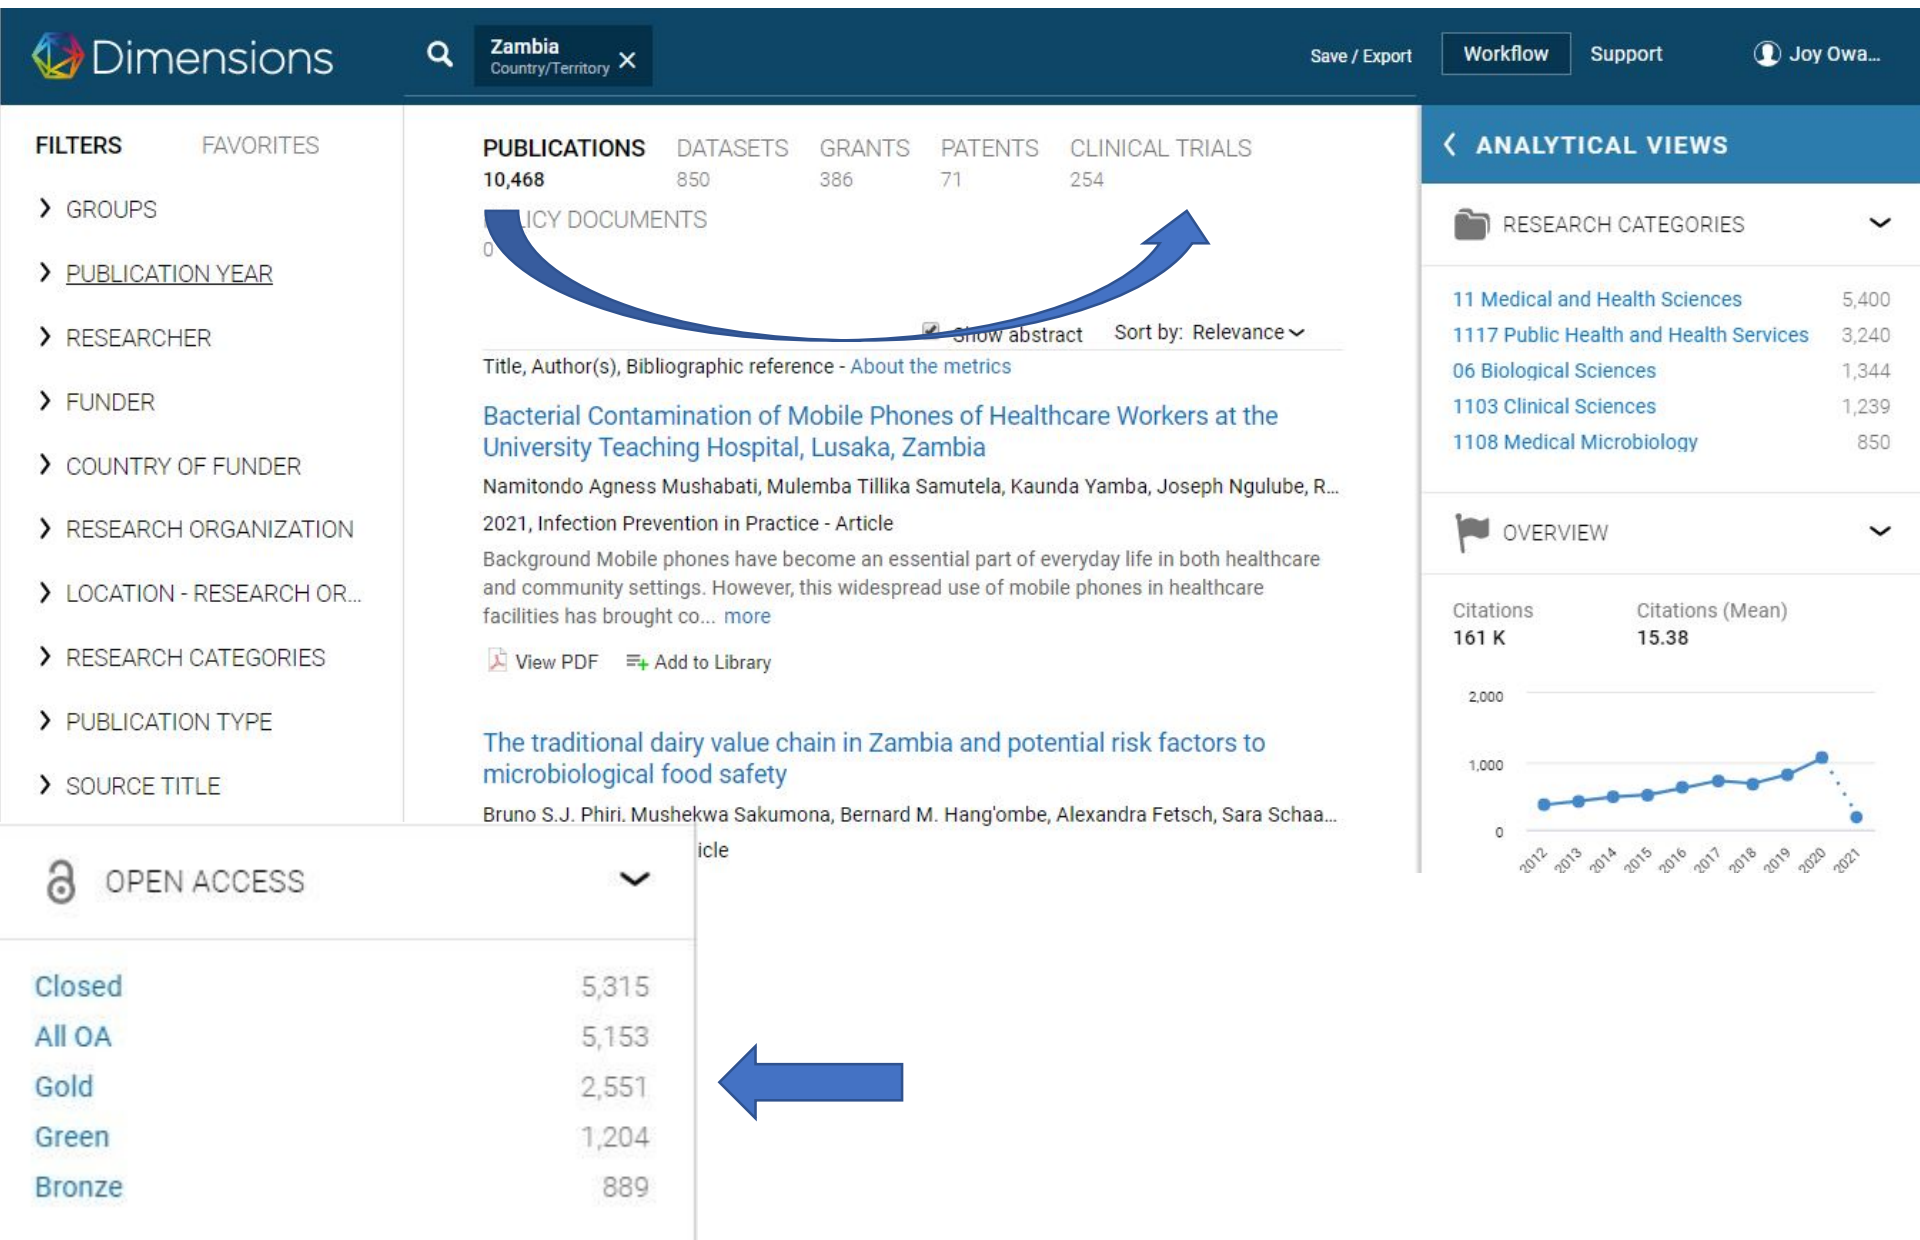 Dimensions
Zambia
Country/Territory
Save / Export
Workflow
Support
Joy Owa...
FILTERS
FAVORITES
GROUPS
PUBLICATION YEAR
RESEARCHER
FUNDER
COUNTRY OF FUNDER
RESEARCH ORGANIZATION
LOCATION - RESEARCH OR...
RESEARCH CATEGORIES
PUBLICATION TYPE
SOURCE TITLE
PUBLICATIONS
10,468
DATASETS
850
GRANTS
386
PATENTS
71
CLINICAL TRIALS
254
DOCUMENTS
0
Show abstract
Sort by: Relevance
Title, Author(s), Bibliographic reference - About the metrics
Bacterial Contamination of Mobile Phones of Healthcare Workers at the
University Teaching Hospital, Lusaka, Zambia
Namitondo Agness Mushabati, Mulemba Tillika Samutela, Kaunda Yamba, Joseph Ngulube, R...
2021, Infection Prevention in Practice - Article
Background Mobile phones have become an essential part of everyday life in both healthcare
and community settings. However, this widespread use of mobile phones in healthcare
facilities has brought co... more
View PDF
Add to Library
The traditional dairy value chain in Zambia and potential risk factors to
microbiological food safety
Bruno S.J. Phiri, Mushekwa Sakumona, Bernard M. Hang'ombe, Alexandra Fetsch, Sara Schaa...
icle
ANALYTICAL VIEWS
RESEARCH CATEGORIES
11 Medical and Health Sciences 5,400
1117 Public Health and Health Services 3,240
06 Biological Sciences 1,344
1103 Clinical Sciences 1,239
1108 Medical Microbiology 850
OVERVIEW
Citations
161 K
Citations (Mean)
15.38
2,000
1,000
0
2012 2013 2014 2015 2016 2017 2018 2019 2020 2021
OPEN ACCESS
Closed 5,315
All OA 5,153
Gold 2,551
Green 1,204
Bronze 889